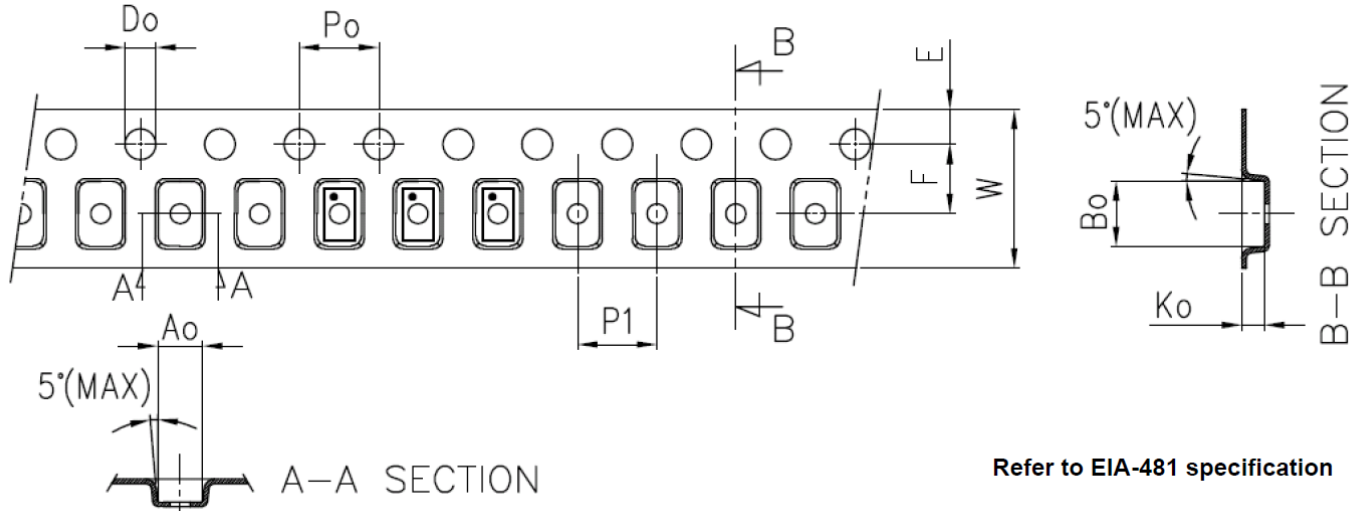 Do
Po
B
E
5°(MAX)
F
W
Bo
B-B SECTION
A
A
Ko
P1
B
Ao
5°(MAX)
A-A SECTION
Refer to EIA-481 specification